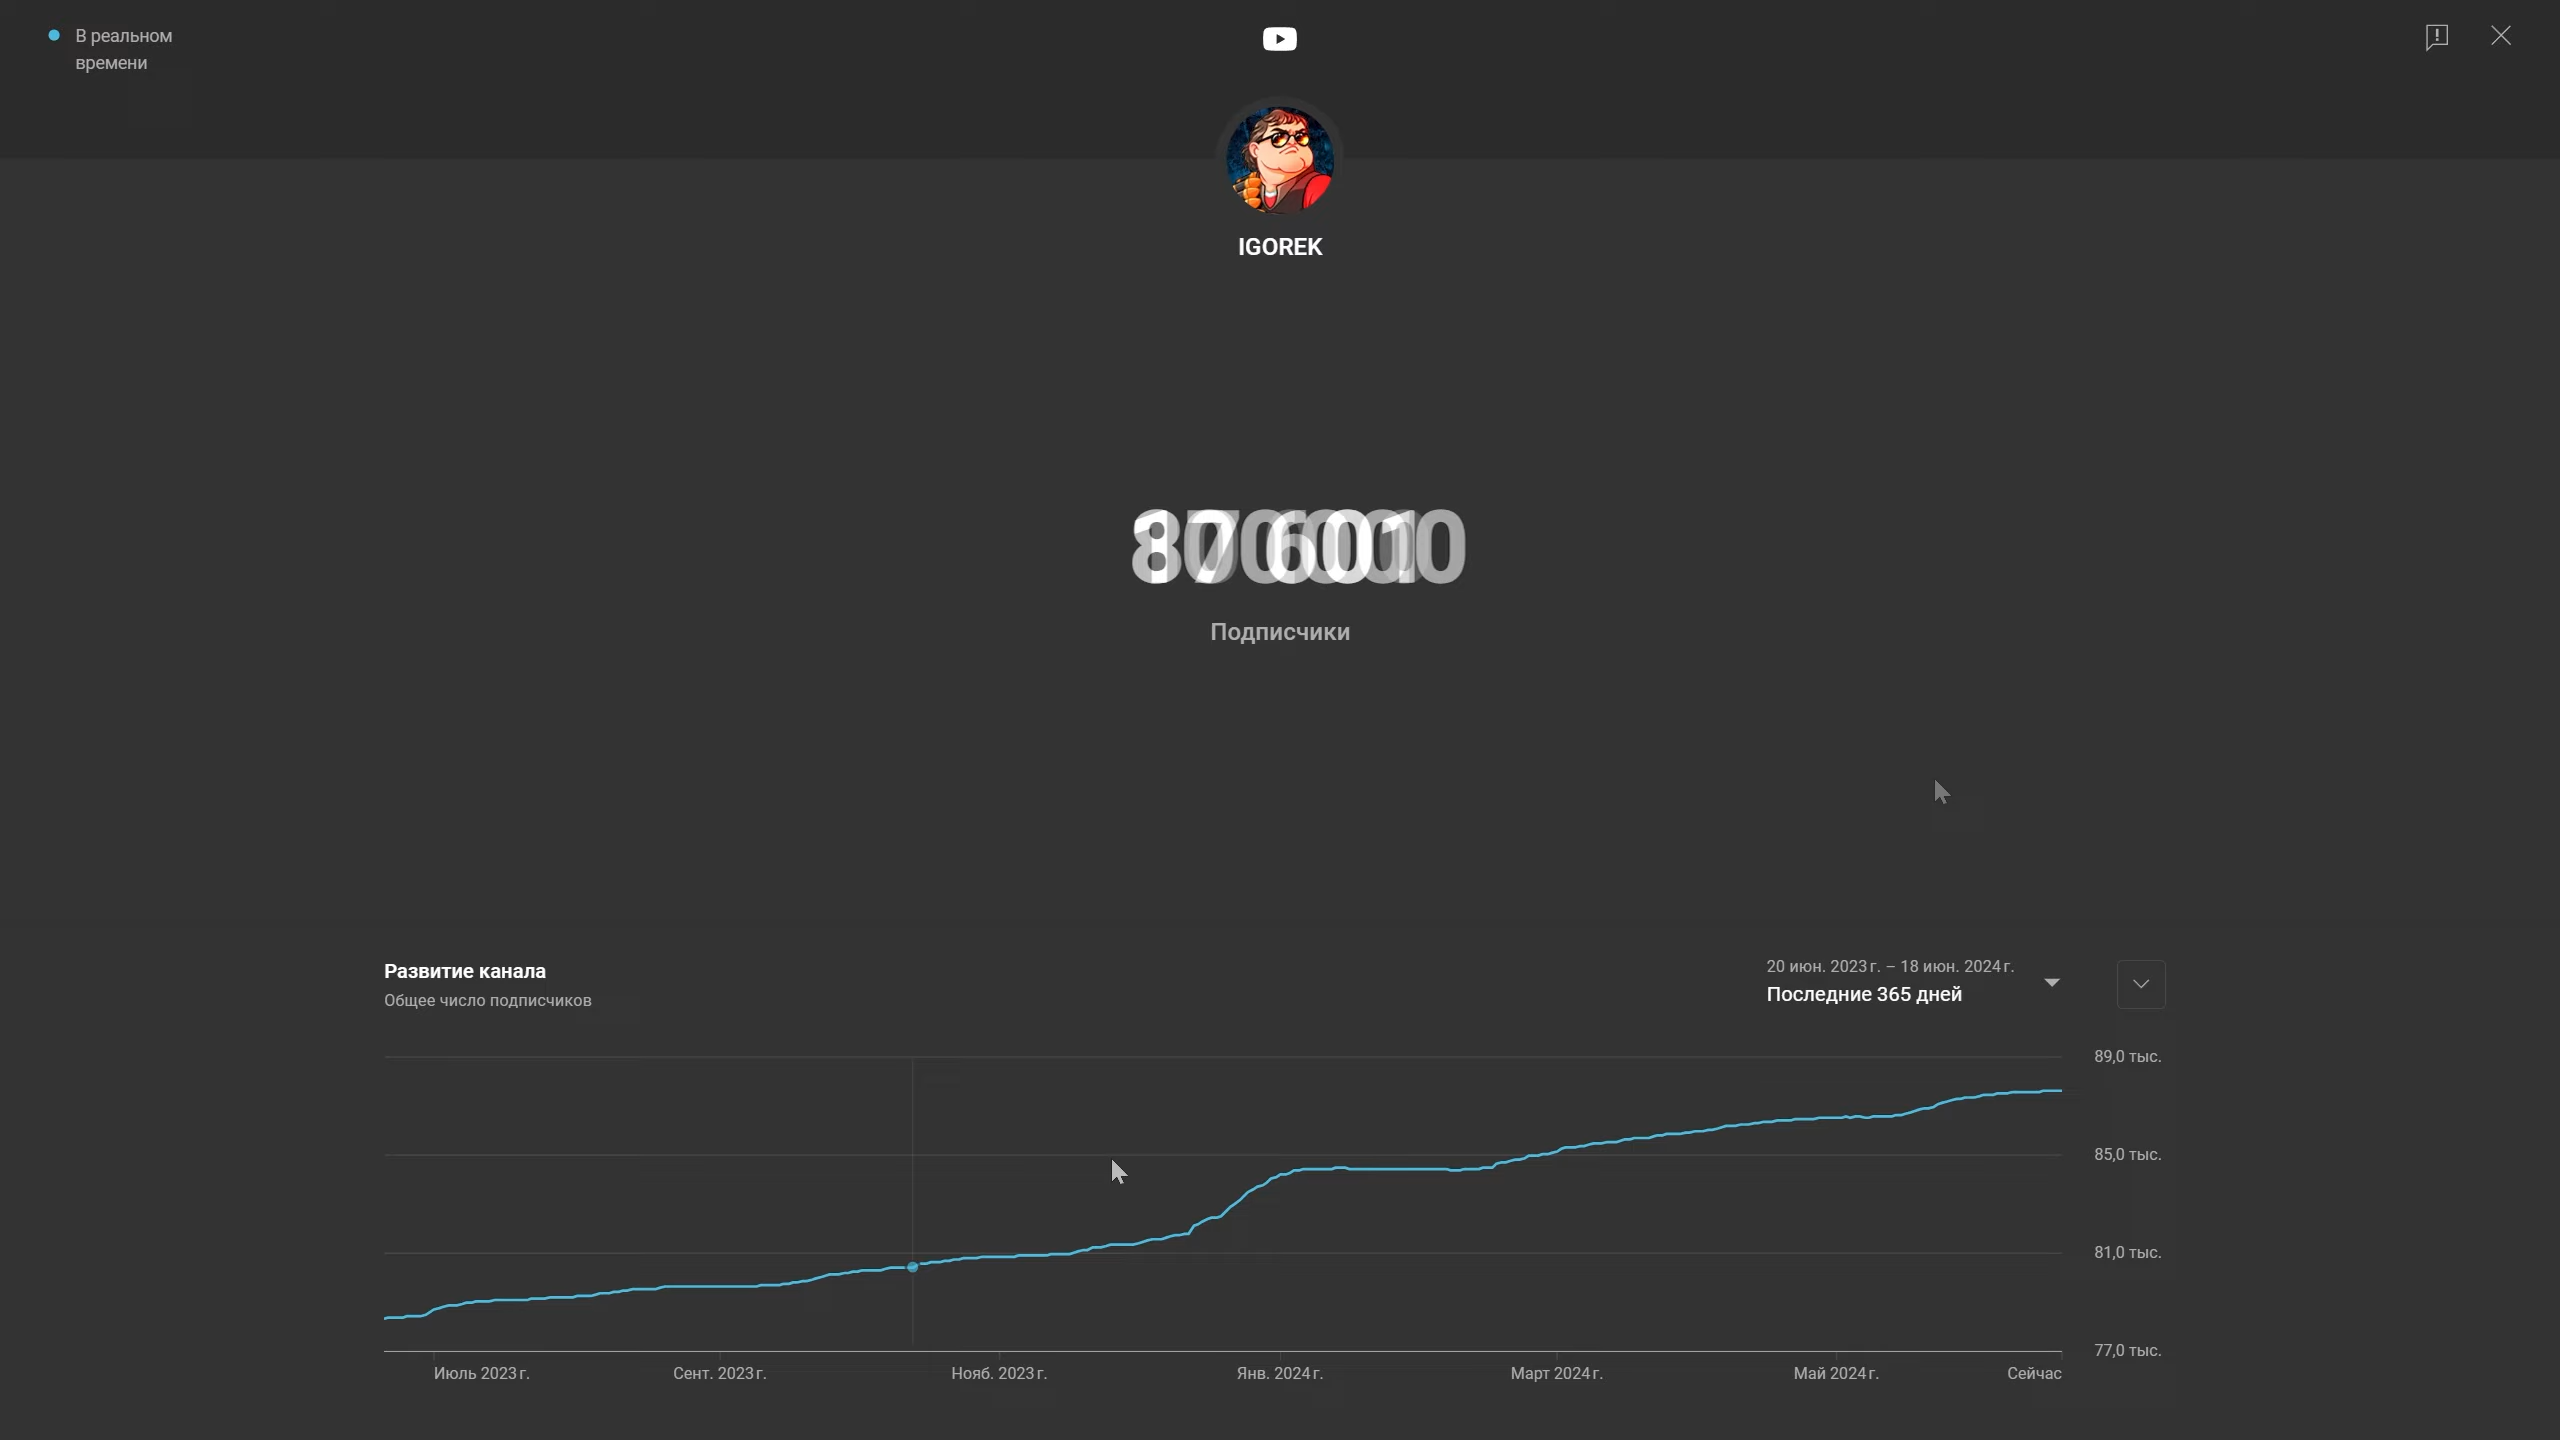 В реальном
времени
IGOREK
Подписчики
Развитие канала
Общее число подписчиков
20 июн. 2023 г. – 18 июн. 2024 г.
Последние 365 дней
89,0 тыс.
85,0 тыс.
81,0 тыс.
77,0 тыс.
Июль 2023 г.
Сент. 2023 г.
Нояб. 2023 г.
Янв. 2024 г.
Март 2024 г.
Май 2024 г.
Сейчас